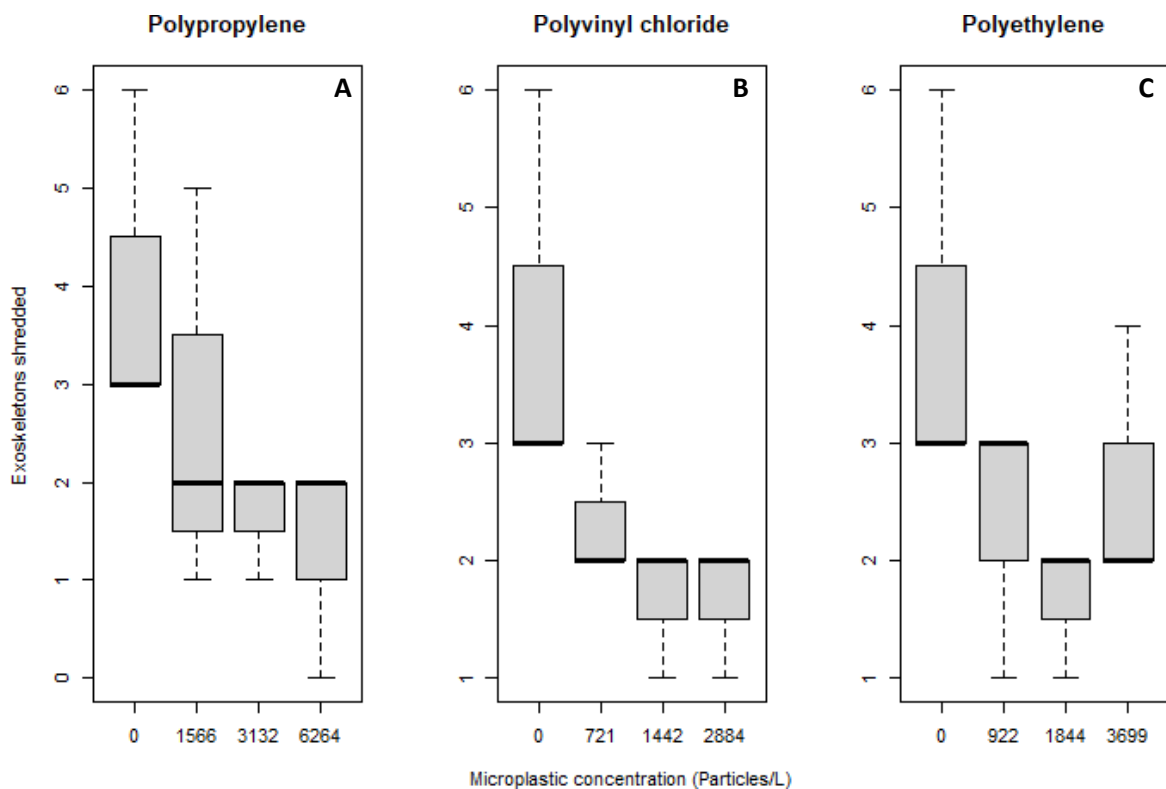 Polypropylene
Polyvinyl chloride
Polyethylene
A
B
C
Exoskeletons shredded
6
5
4
3
2
1
0
0 1566 3132 6264
6
5
4
3
2
1
0 721 1442 2884
6
5
4
3
2
1
0 922 1844 3699
Microplastic concentration (Particles/L)